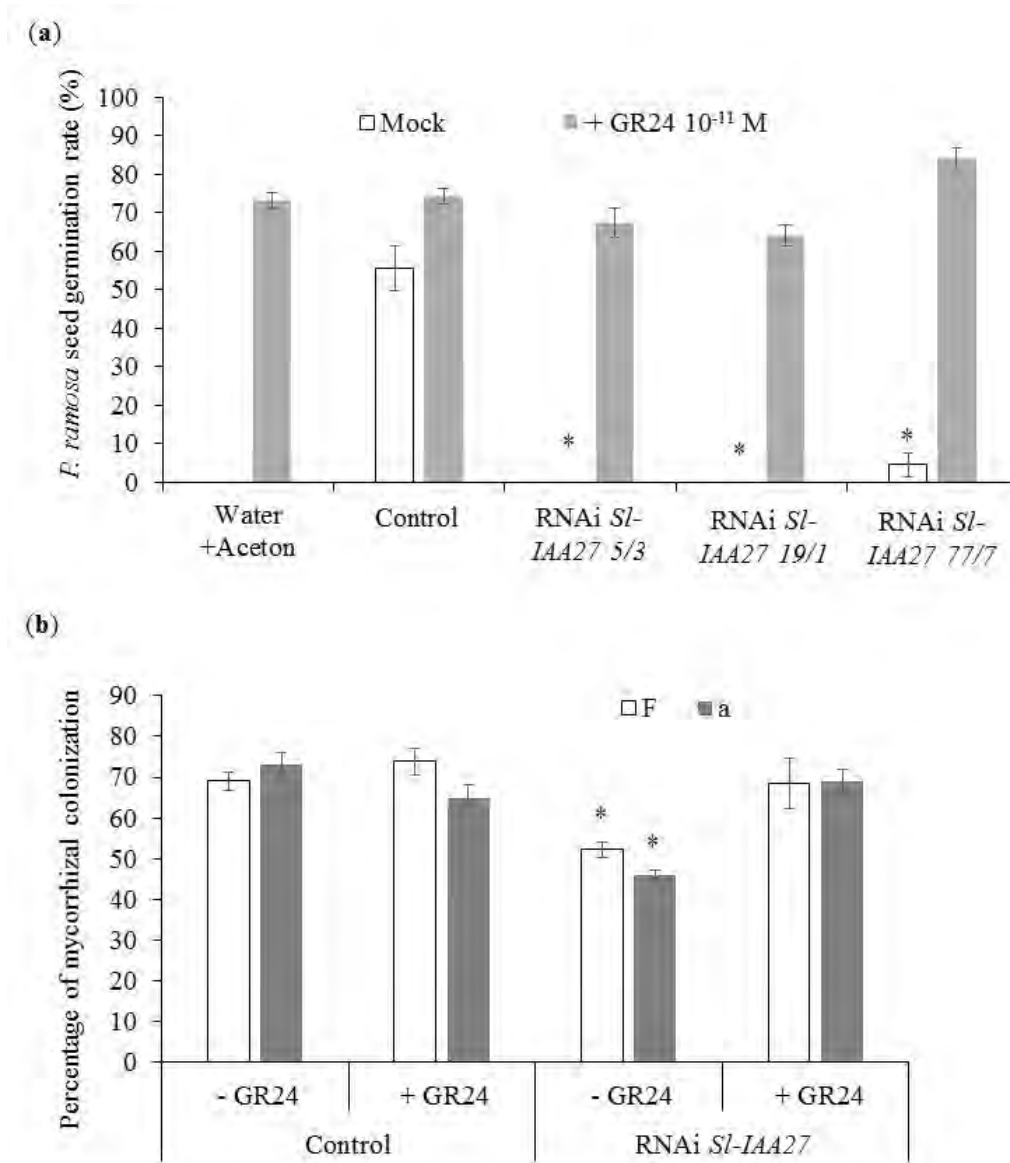 (a)
P. ramosa seed germination rate (%)
100
90
80
70
60
50
40
30
20
10
0
Mock
+ GR24 10⁻¹¹ M
*
*
*
Water
+Aceton
Control
RNAi Sl-
IAA27 5/3
RNAi Sl-
IAA27 19/1
RNAi Sl-
IAA27 77/7
(b)
Percentage of mycorrhizal colonization
90
80
70
60
50
40
30
20
10
0
F
a
*
*
- GR24
+ GR24
- GR24
+ GR24
Control
RNAi Sl-IAA27